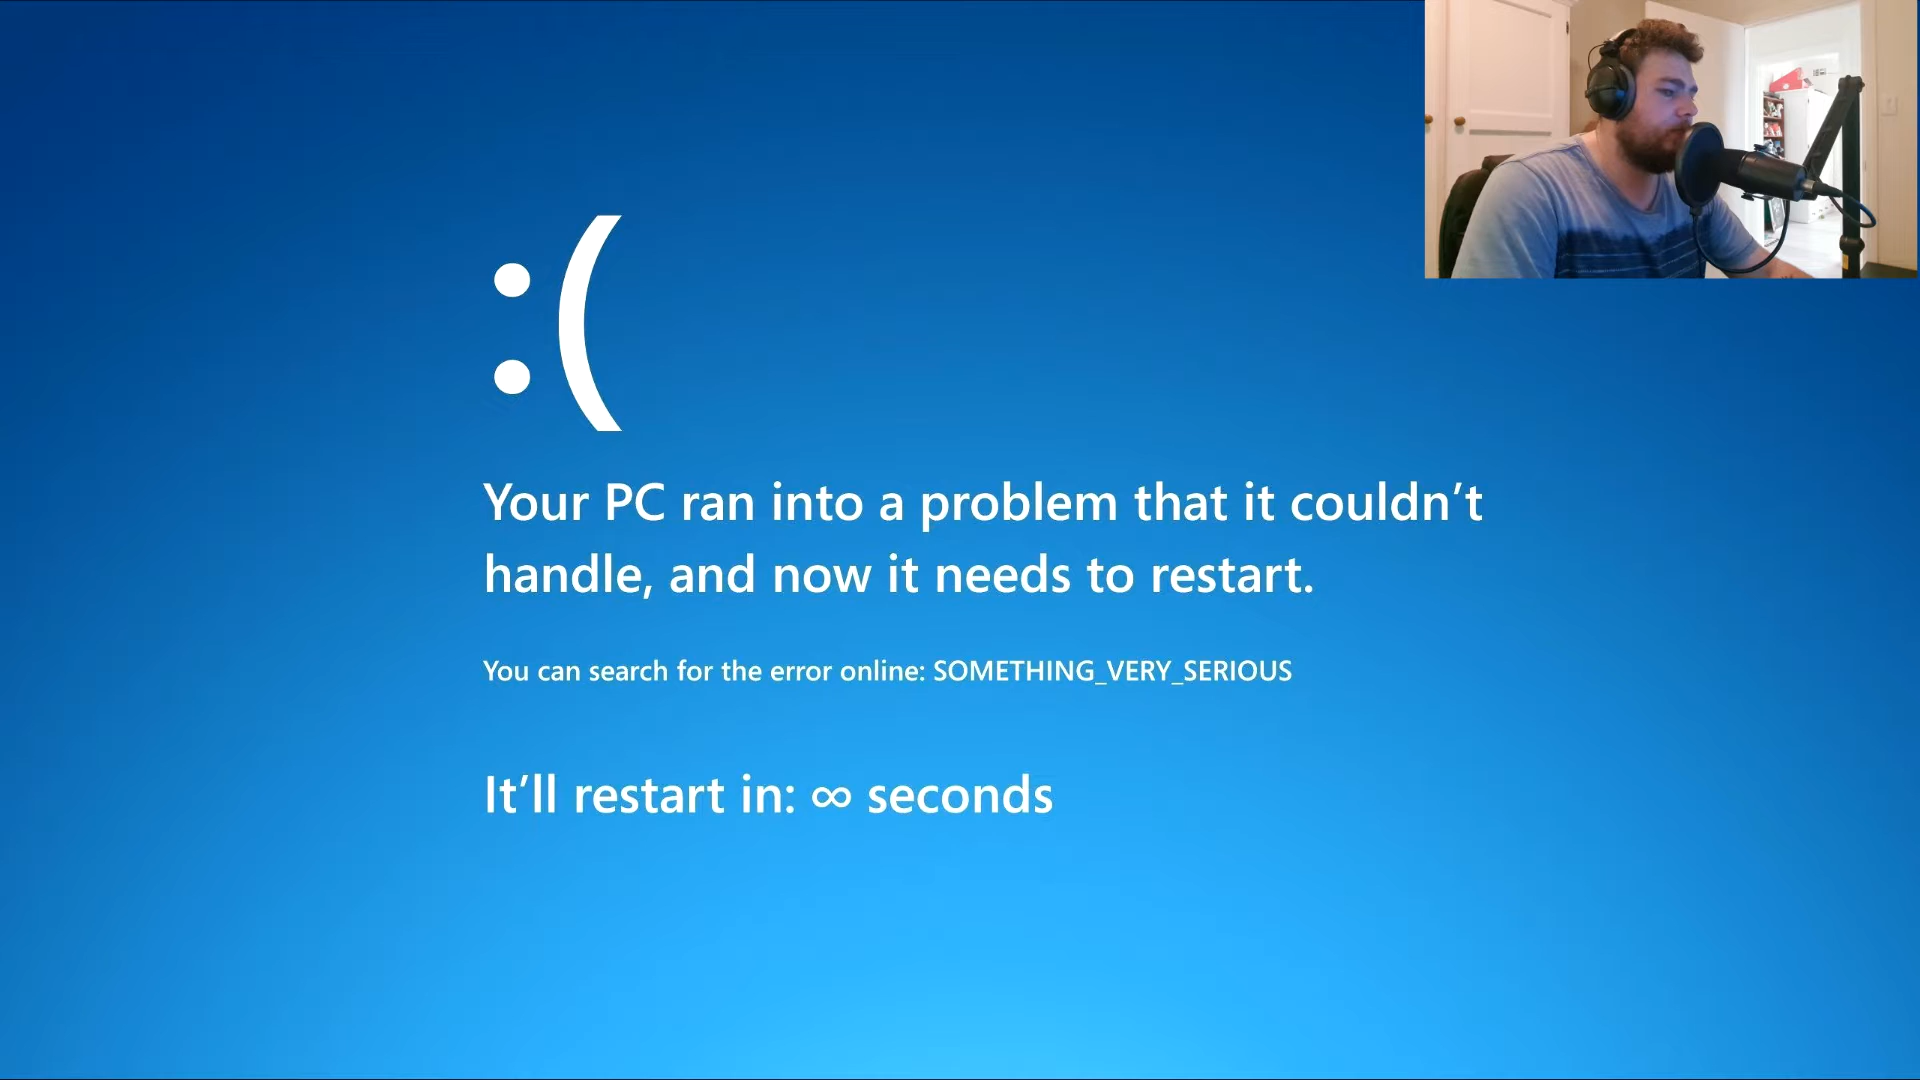 :(
Your PC ran into a problem that it couldn’t
handle, and now it needs to restart.
You can search for the error online: SOMETHING_VERY_SERIOUS
It’ll restart in: ∞ seconds